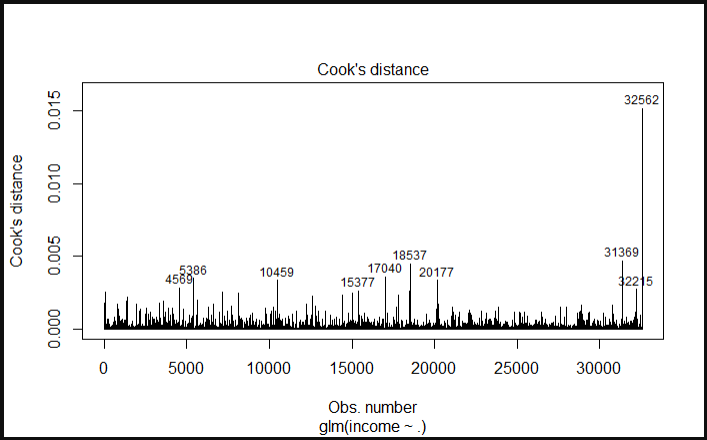 Cook's distance
Cook's distance
0.015
0.010
0.005
0.000
32562
31369
32215
18537
17040
20177
15377
10459
5386
4569
0 5000 10000 15000 20000 25000 30000
Obs. number
glm(income ~ .)